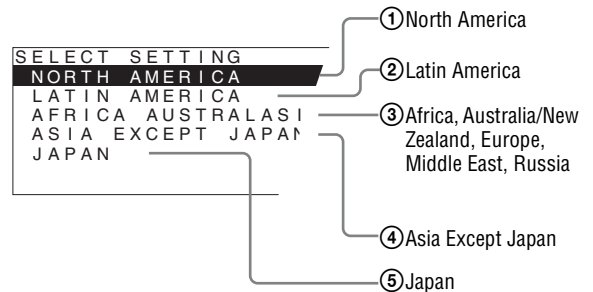 SELECT SETTING
NORTH AMERICA
LATIN AMERICA
AFRICA AUSTRALASI
ASIA EXCEPT JAPAN
JAPAN
①North America
②Latin America
③Africa, Australia/New
Zealand, Europe,
Middle East, Russia
④Asia Except Japan
⑤Japan